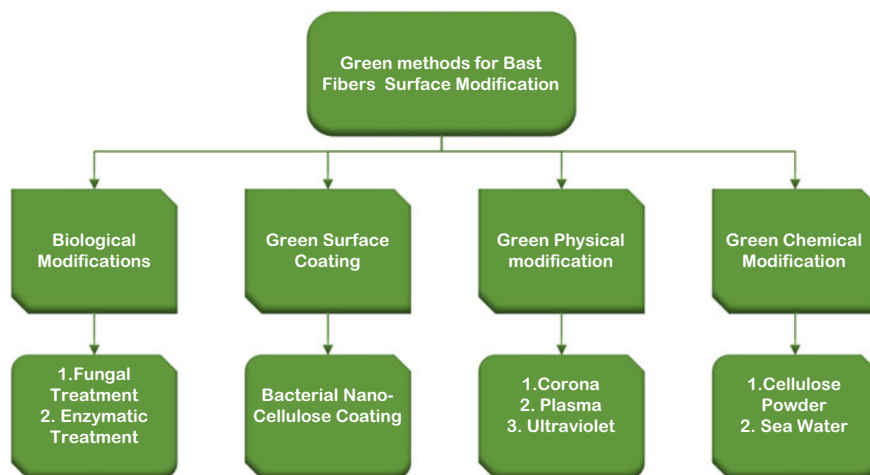 Green methods for Bast
Fibers Surface Modification
Biological
Modifications
Green Surface
Coating
Green Physical
modification
Green Chemical
Modification
1.Fungal
Treatment
2. Enzymatic
Treatment
Bacterial Nano-
Cellulose Coating
1.Corona
2. Plasma
3. Ultraviolet
1.Cellulose
Powder
2. Sea Water